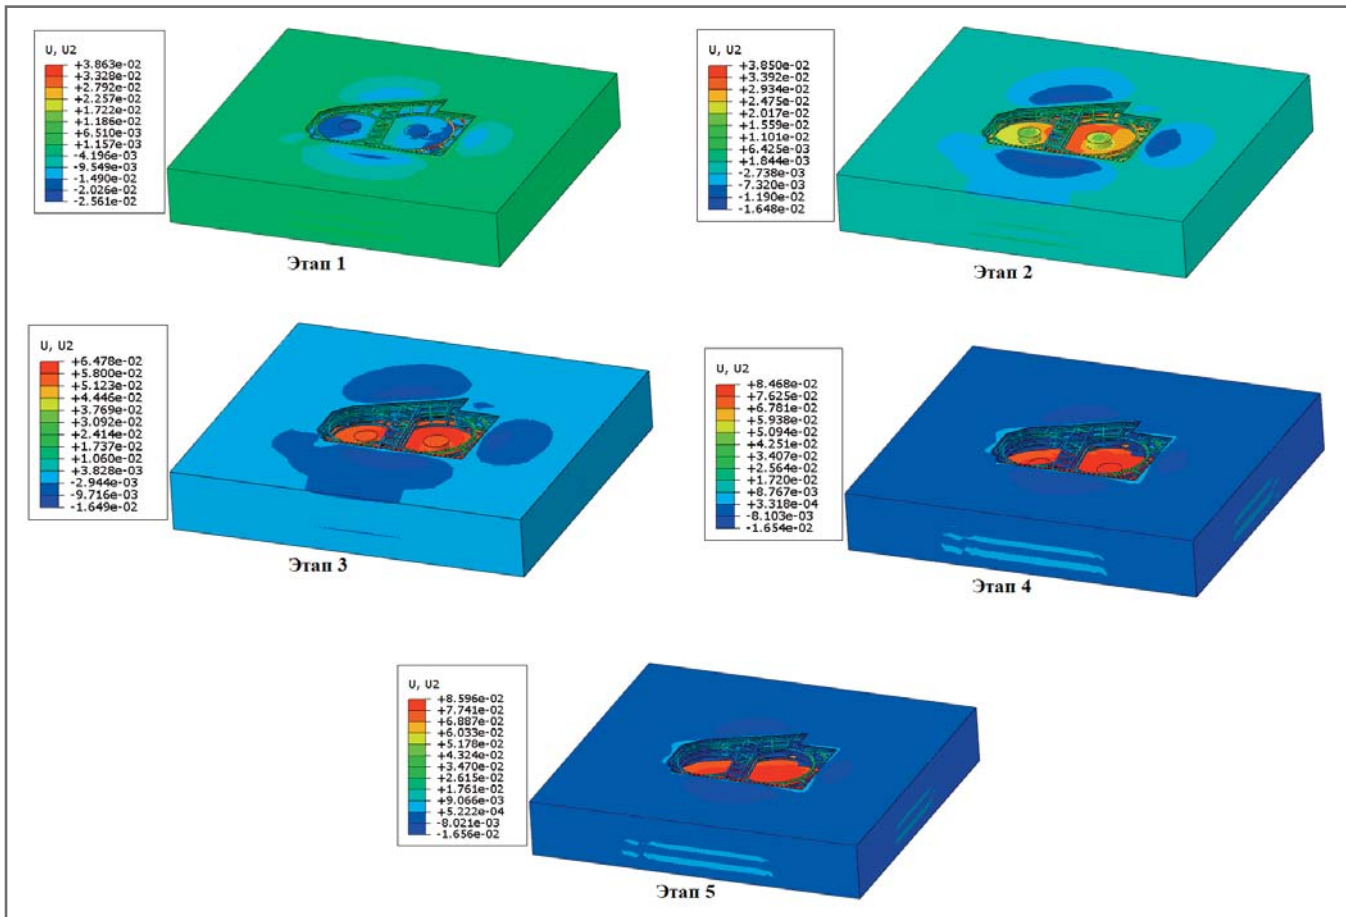 U, U2
+3.863e-02
+3.328e-02
+2.792e-02
+2.257e-02
+1.722e-02
+1.186e-02
+6.510e-03
+1.157e-03
-4.196e-03
-9.549e-03
-1.490e-02
-2.026e-02
-2.561e-02
Этап 1
U, U2
+3.850e-02
+3.392e-02
+2.934e-02
+2.475e-02
+2.017e-02
+1.559e-02
+1.101e-02
+6.425e-03
+1.844e-03
-2.738e-03
-7.320e-03
-1.190e-02
-1.648e-02
Этап 2
U, U2
+6.478e-02
+5.800e-02
+5.123e-02
+4.446e-02
+3.769e-02
+3.092e-02
+2.414e-02
+1.737e-02
+1.060e-02
+3.828e-03
-2.944e-03
-9.716e-03
-1.649e-02
Этап 3
U, U2
+8.468e-02
+7.625e-02
+6.781e-02
+5.938e-02
+5.094e-02
+4.251e-02
+3.407e-02
+2.564e-02
+1.720e-02
+8.767e-03
+3.318e-04
-8.103e-03
-1.654e-02
Этап 4
U, U2
+8.596e-02
+7.741e-02
+6.887e-02
+6.033e-02
+5.178e-02
+4.324e-02
+3.470e-02
+2.615e-02
+1.761e-02
+9.066e-03
+5.222e-04
-8.021e-03
-1.656e-02
Этап 5